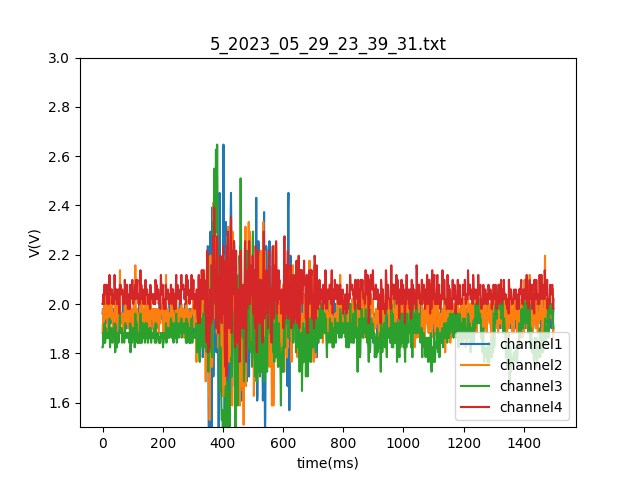 5_2023_05_29_23_39_31.txt
3.0
2.8
2.6
2.4
2.2
2.0
1.8
1.6
V(V)
0 200 400 600 800 1000 1200 1400
time(ms)
channel1
channel2
channel3
channel4